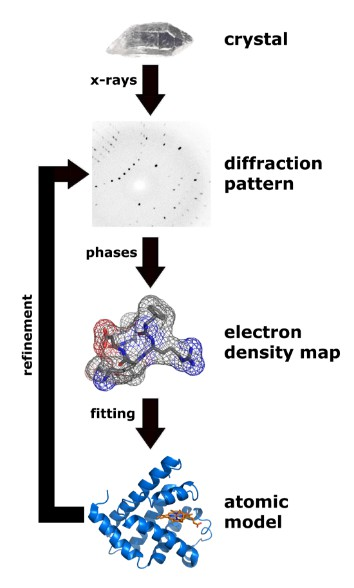 crystal
x-rays
diffraction
pattern
phases
refinement
electron
density map
fitting
atomic
model